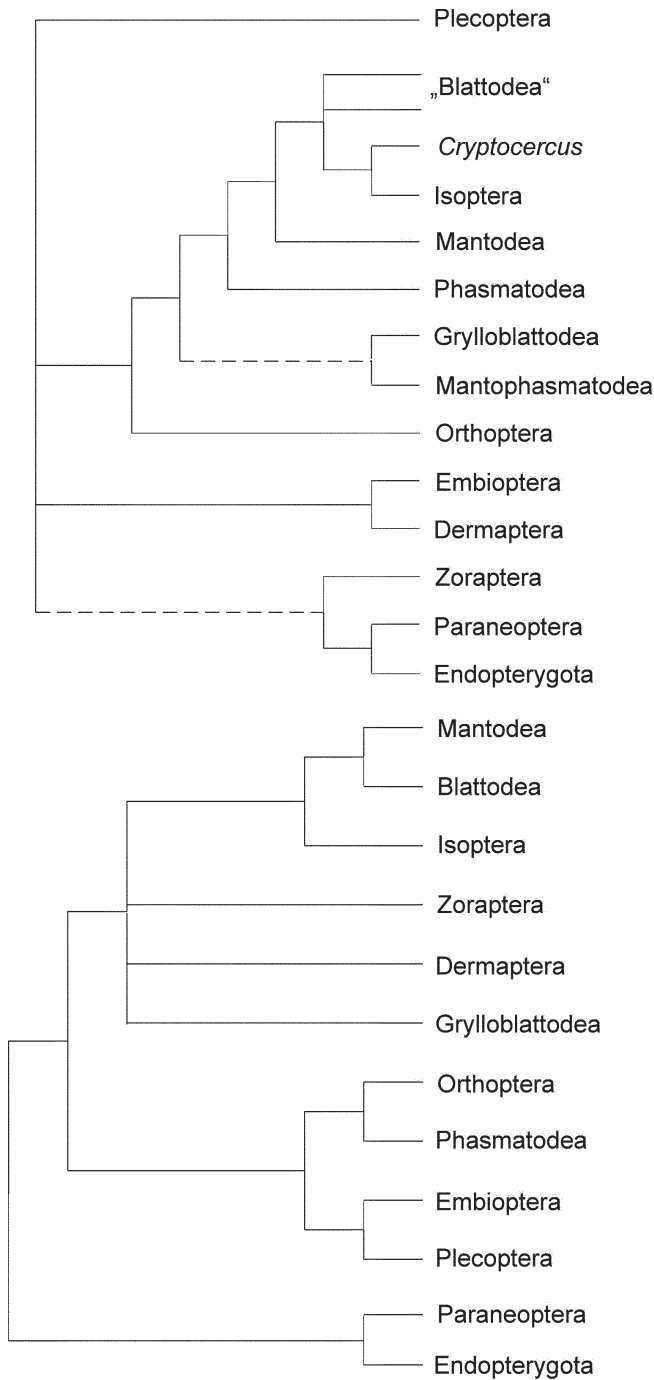 Plecoptera
„Blattodea“
Cryptocercus
Isoptera
Mantodea
Phasmatodea
Grylloblattodea
Mantophasmatodea
Orthoptera
Embioptera
Dermaptera
Zoraptera
Paraneoptera
Endopterygota
Mantodea
Blattodea
Isoptera
Zoraptera
Dermaptera
Grylloblattodea
Orthoptera
Phasmatodea
Embioptera
Plecoptera
Paraneoptera
Endopterygota